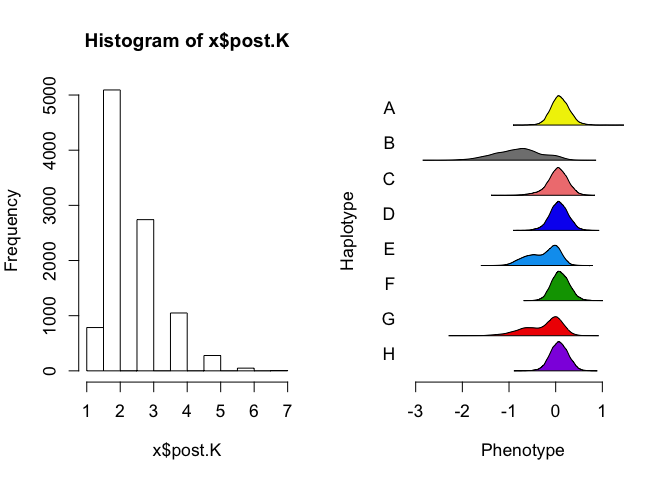 Histogram of x$post.K
Frequency
0
1000
2000
3000
4000
5000
1 2 3 4 5 6 7
x$post.K
Haplotype
A
B
C
D
E
F
G
H
-3 -2 -1 0 1
Phenotype